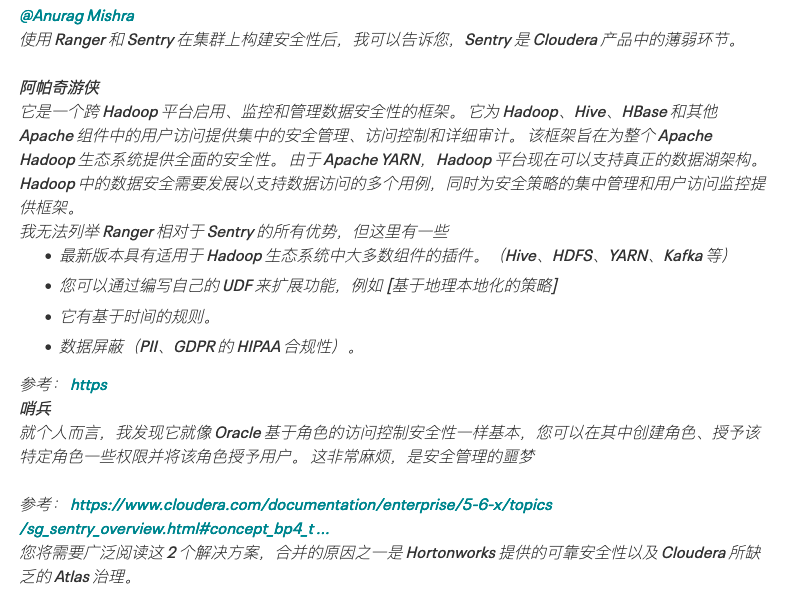 @Anurag Mishra
使用 Ranger 和 Sentry 在集群上构建安全性后，我可以告诉您，Sentry 是 Cloudera 产品中的薄弱环节。
阿帕奇游侠
它是一个跨 Hadoop 平台启用、监控和管理数据安全性的框架。 它为 Hadoop、Hive、HBase 和其他
Apache 组件中的用户访问提供集中的安全管理、访问控制和详细审计。 该框架旨在为整个 Apache
Hadoop 生态系统提供全面的安全性。 由于 Apache YARN，Hadoop 平台现在可以支持真正的数据湖架构。
Hadoop 中的数据安全需要发展以支持数据访问的多个用例，同时为安全策略的集中管理和用户访问监控提
供框架。
我无法列举 Ranger 相对于 Sentry 的所有优势，但这里有一些
• 最新版本具有适用于 Hadoop 生态系统中大多数组件的插件。（Hive、HDFS、YARN、Kafka 等）
• 您可以通过编写自己的 UDF 来扩展功能，例如 [基于地理本地化的策略]
• 它有基于时间的规则。
• 数据屏蔽（PII、GDPR 的 HIPAA 合规性）。
参考： https
哨兵
就个人而言，我发现它就像 Oracle 基于角色的访问控制安全性一样基本，您可以在其中创建角色、授予该
特定角色一些权限并将该角色授予用户。 这非常麻烦，是安全管理的噩梦
参考： https://www.cloudera.com/documentation/enterprise/5-6-x/topics
/sg_sentry_overview.html#concept_bp4_t ...
您将需要广泛阅读这 2 个解决方案，合并的原因之一是 Hortonworks 提供的可靠安全性以及 Cloudera 所缺
乏的 Atlas 治理。